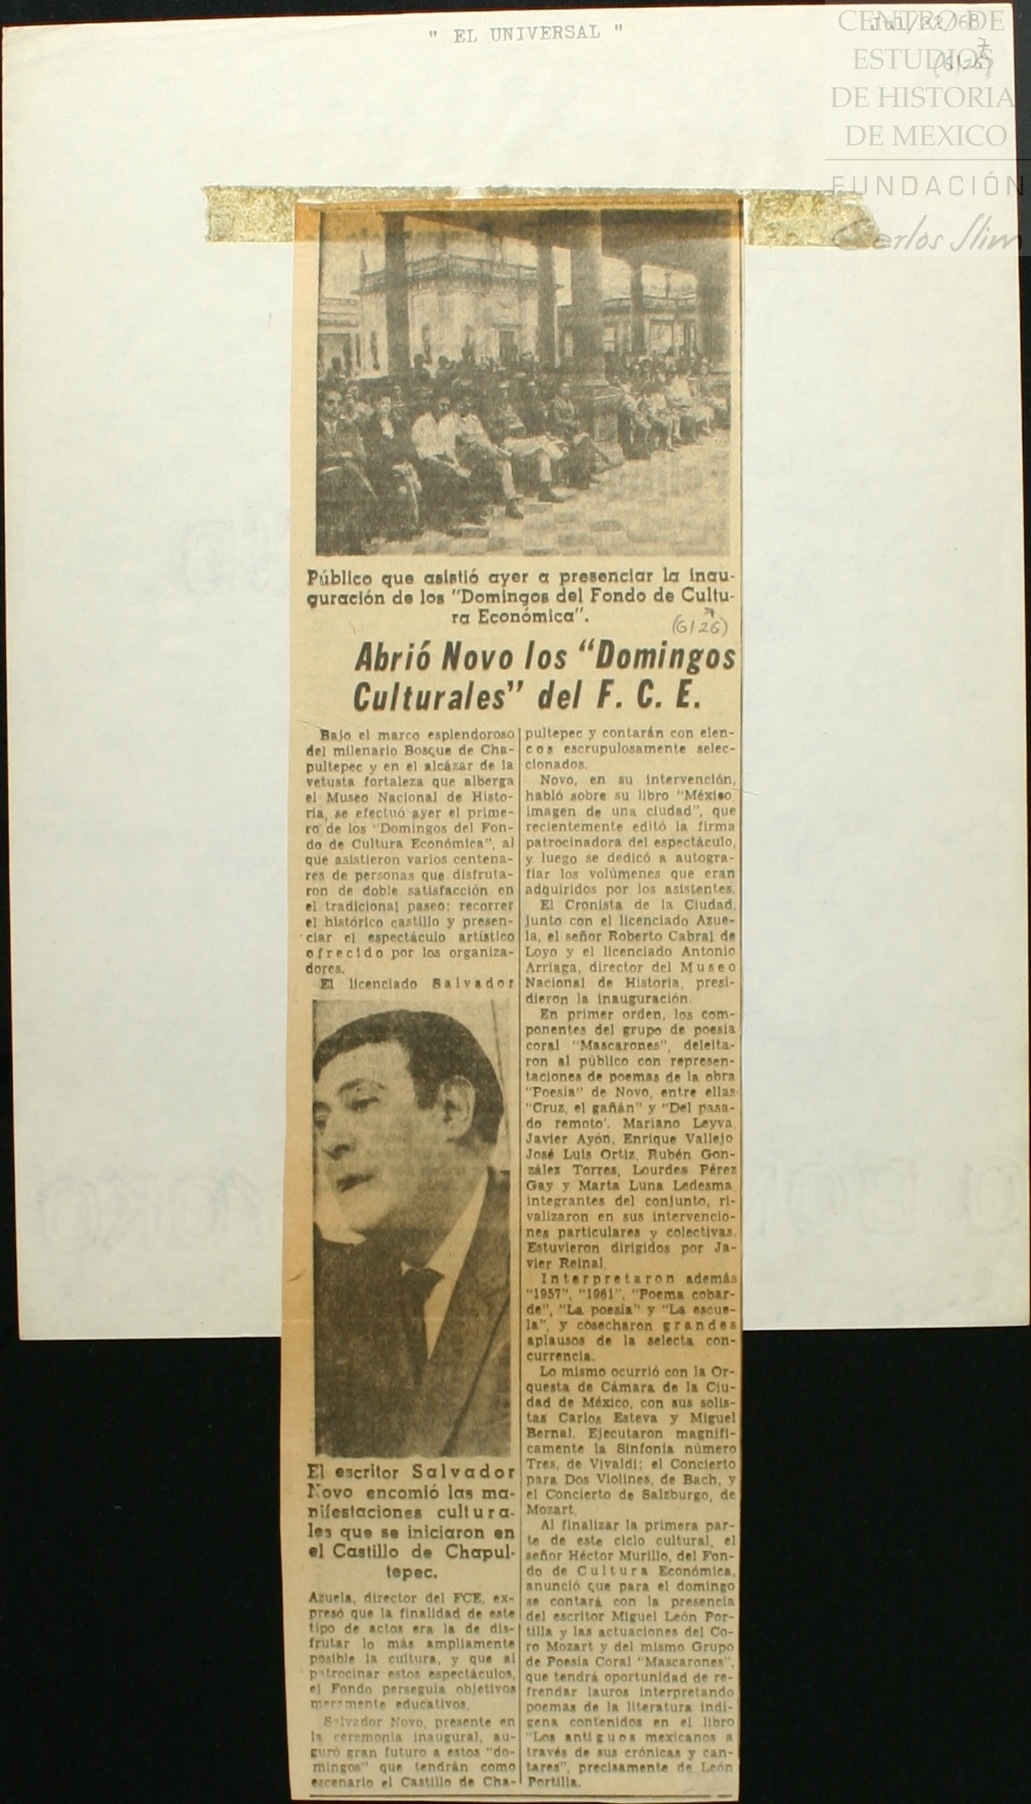 " EL UNIVERSAL "
Jul/22/68
CENTRO DE
ESTUDIOS
DE HISTORIA
DE MEXICO
FUNDACIÓN
Carlos Slim
Público que asistió ayer a presenciar la inau-
guración de los "Domingos del Fondo de Cultu-
ra Económica".
7
(6126)
Abrió Novo los "Domingos
Culturales" del F. C. E.
Bajo el marco esplendoroso
del milenario Bosque de Cha-
pultepec y en el alcázar de la
vetusta fortaleza que alberga
el Museo Nacional de Histo-
ria, se efectuó ayer el prime-
ro de los "Domingos del Fon-
do de Cultura Económica", al
que asistieron varios centena-
res de personas que disfruta-
ron de doble satisfacción en
el tradicional paseo: recorrer
el histórico castillo y presen-
ciar el espectáculo artístico
ofrecido por los organiza-
dores.
El licenciado Salvador
El escritor Salvador
Novo encomió las ma-
nifestaciones cultura-
les que se iniciaron en
el Castillo de Chapul-
tepec.
Azuela, director del FCE, ex-
presó que la finalidad de este
tipo de actos era la de dis-
frutar lo más ampliamente
posible la cultura, y que al
patrocinar estos espectáculos,
el Fondo perseguía objetivos
meramente educativos.
Salvador Novo, presente en
la ceremonia inaugural, au-
guró gran futuro a estos "do-
mingos" que tendrán como
escenario el Castillo de Cha-
pultepec y contarán con elen-
cos escrupulosamente selec-
cionados.
Novo, en su intervención,
habló sobre su libro "México,
imagen de una ciudad", que
recientemente editó la firma
patrocinadora del espectáculo,
y luego se dedicó a autogra-
fiar los volúmenes que eran
adquiridos por los asistentes.
El Cronista de la Ciudad,
junto con el licenciado Azue-
la, el señor Roberto Cabral de
Loyo y el licenciado Antonio
Arriaga, director del Museo
Nacional de Historia, presi-
dieron la inauguración.
En primer orden, los com-
ponentes del grupo de poesía
coral "Mascarones", deleita-
ron al público con represen-
taciones de poemas de la obra
"Poesía" de Novo, entre ellas
"Cruz, el gañán" y "Del pasa-
do remoto'. Mariano Leyva
Javier Ayón, Enrique Vallejo
José Luis Ortiz, Rubén Gon-
zález Torres, Lourdes Pérez
Gay y Marta Luna Ledesma
integrantes del conjunto, ri-
valizaron en sus intervencio-
nes particulares y colectivas.
Estuvieron dirigidos por Ja-
vier Reinal.
Interpretaron además
"1957", "1961", "Poema cobar-
de", "La poesía" y "La escue-
la", y cosecharon grandes
aplausos de la selecta con-
currencia.
Lo mismo ocurrió con la Or-
questa de Cámara de la Ciu-
dad de México, con sus solis-
tas Carlos Esteva y Miguel
Bernal. Ejecutaron magnífi-
camente la Sinfonía número
Tres, de Vivaldi; el Concierto
para Dos Violines, de Bach, y
el Concierto de Salzburgo, de
Mozart.
Al finalizar la primera par-
te de este ciclo cultural, el
señor Héctor Murillo, del Fon-
do de Cultura Económica,
anunció que para el domingo
se contará con la presencia
del escritor Miguel León Por-
tilla y las actuaciones del Co-
ro Mozart y del mismo Grupo
de Poesía Coral "Mascarones",
que tendrá oportunidad de re-
frendar lauros interpretando
poemas de la literatura indí-
gena contenidos en el libro
"Los antiguos mexicanos a
través de sus crónicas y can-
tares", precisamente de León
Portilla.